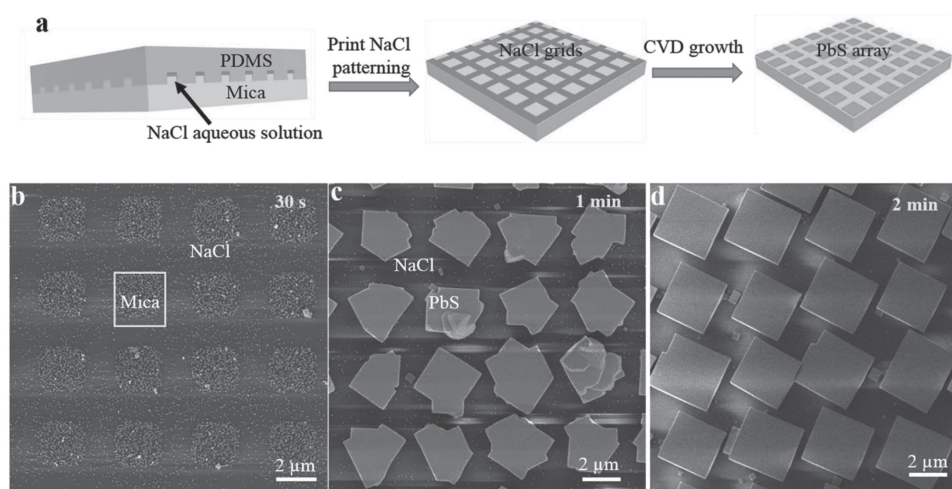 a
PDMS
Mica
NaCl aqueous solution
Print NaCl
patterning
NaCl grids
CVD growth
PbS array
b
30 s
NaCl
Mica
2 µm
c
1 min
NaCl
PbS
2 µm
d
2 min
2 µm